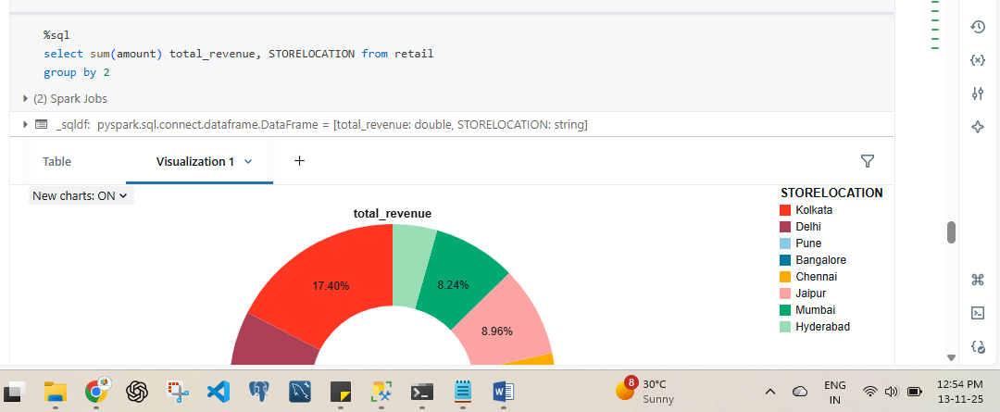 %sql
select sum(amount) total_revenue, STORELOCATION from retail
group by 2
(2) Spark Jobs
_sqldf: pyspark.sql.connect.dataframe.DataFrame = [total_revenue: double, STORELOCATION: string]
Table
Visualization 1
+
New charts: ON
total_revenue
17.40%
8.24%
8.96%
STORELOCATION
Kolkata
Delhi
Pune
Bangalore
Chennai
Jaipur
Mumbai
Hyderabad
8
30°C
Sunny
ENG
IN
12:54 PM
13-11-25